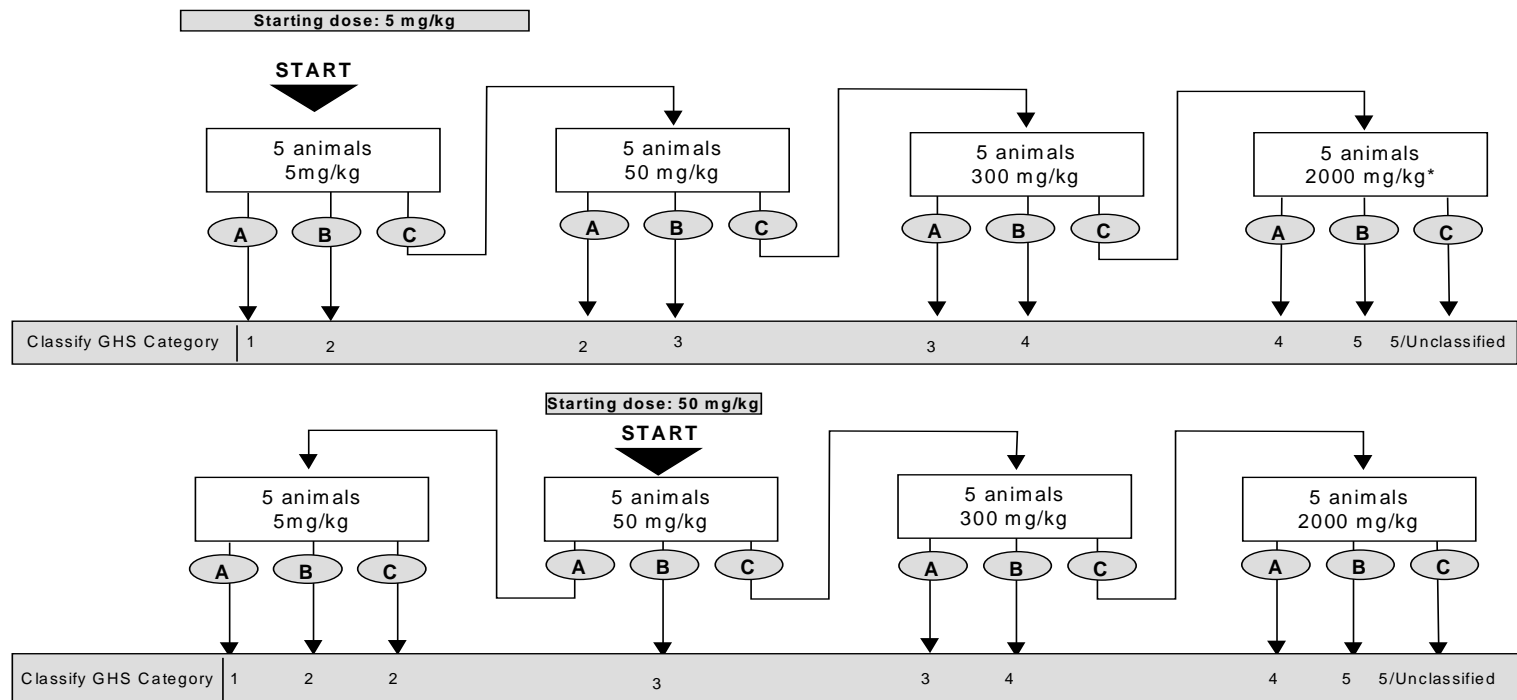 Starting dose: 5 mg/kg
START
5 animals
5mg/kg
5 animals
50 mg/kg
5 animals
300 mg/kg
5 animals
2000 mg/kg*
A B C A B C A B C A B C
Classify GHS Category 1 2 2 3 3 4 4 5 5/Unclassified
Starting dose: 50 mg/kg
START
5 animals
5mg/kg
5 animals
50 mg/kg
5 animals
300 mg/kg
5 animals
2000 mg/kg
A B C A B C A B C A B C
Classify GHS Category 1 2 2 3 3 4 4 5 5/Unclassified